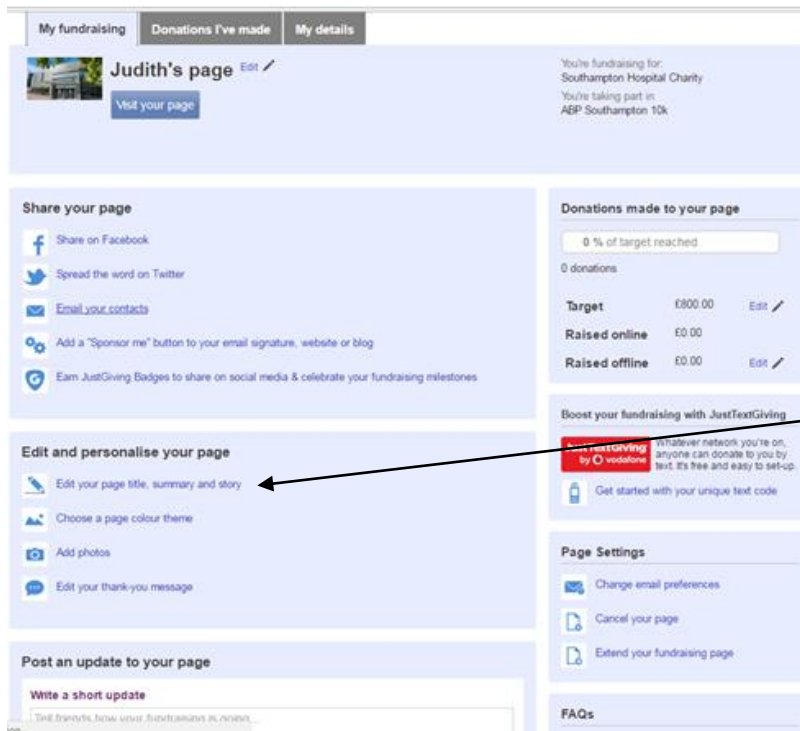 My fundraising
Donations I've made
My details
Judith's page
Edit
Visit your page
You're fundraising for:
Southampton Hospital Charity
You're taking part in:
ABP Southampton 10k
Share your page
Share on Facebook
Spread the word on Twitter
Email your contacts
Add a "Sponsor me" button to your email signature, website or blog
Earn JustGiving Badges to share on social media & celebrate your fundraising milestones
Edit and personalise your page
Edit your page title, summary and story
Choose a page colour theme
Add photos
Edit your thank-you message
Post an update to your page
Write a short update
Tell friends how your fundraising is going...
Donations made to your page
0 % of target reached
0 donations
Target £800.00 Edit
Raised online £0.00
Raised offline £0.00 Edit
Boost your fundraising with JustTextGiving
JustTextGiving
by vodafone
Whatever network you're on,
anyone can donate to you by
text. It's free and easy to set-up.
Get started with your unique text code
Page Settings
Change email preferences
Cancel your page
Extend your fundraising page
FAQs